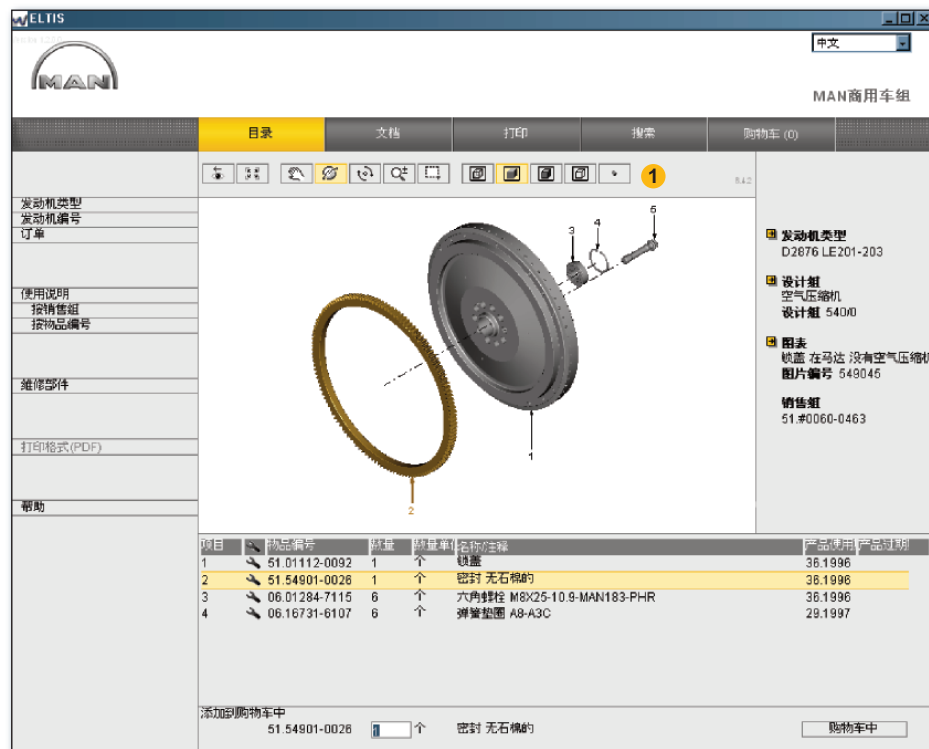 ELTIS
中文
MAN
MAN商用车组
目录 文档 打印 搜索 购物车 (0)
1
5.4.2
发动机类型
发动机编号
订单
使用说明
按销售组
按物品编号
维修部件
打印格式(PDF)
帮助
5
4
3
1
2
发动机类型
D2876 LE201-203
设计组
空气压缩机
设计组 540/0
图表
锁盖 在马达 没有空气压缩机
图片编号 549045
销售组
51.#0060-0463
项目 物品编号 数量 数量单位 名称/注释 产品使用 产品过期
1 51.01112-0092 1 个 锁盖 36.1996
2 51.54901-0026 1 个 密封 无石棉的 36.1996
3 06.01284-7115 6 个 六角螺栓 M8X25-10.9-MAN183-PHR 36.1996
4 06.16731-6107 6 个 弹簧垫圈 A8-A3C 29.1997
添加到购物车中
51.54901-0026 1 个 密封 无石棉的 购物车中